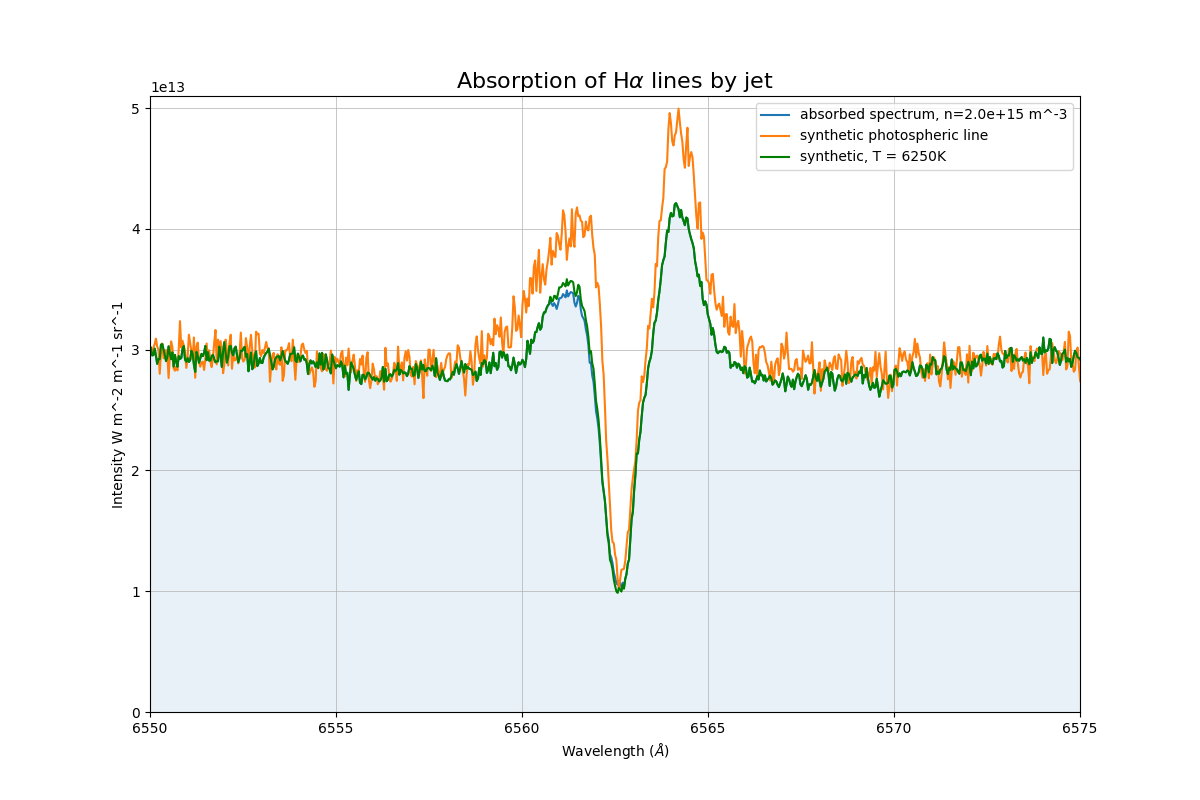 Absorption of Hα lines by jet
1e13
absorbed spectrum, n=2.0e+15 m^-3
synthetic photospheric line
synthetic, T = 6250K
5
4
3
2
1
0
Intensity W m^-2 m^-1 sr^-1
6550
6555
6560
6565
6570
6575
Wavelength (Å)